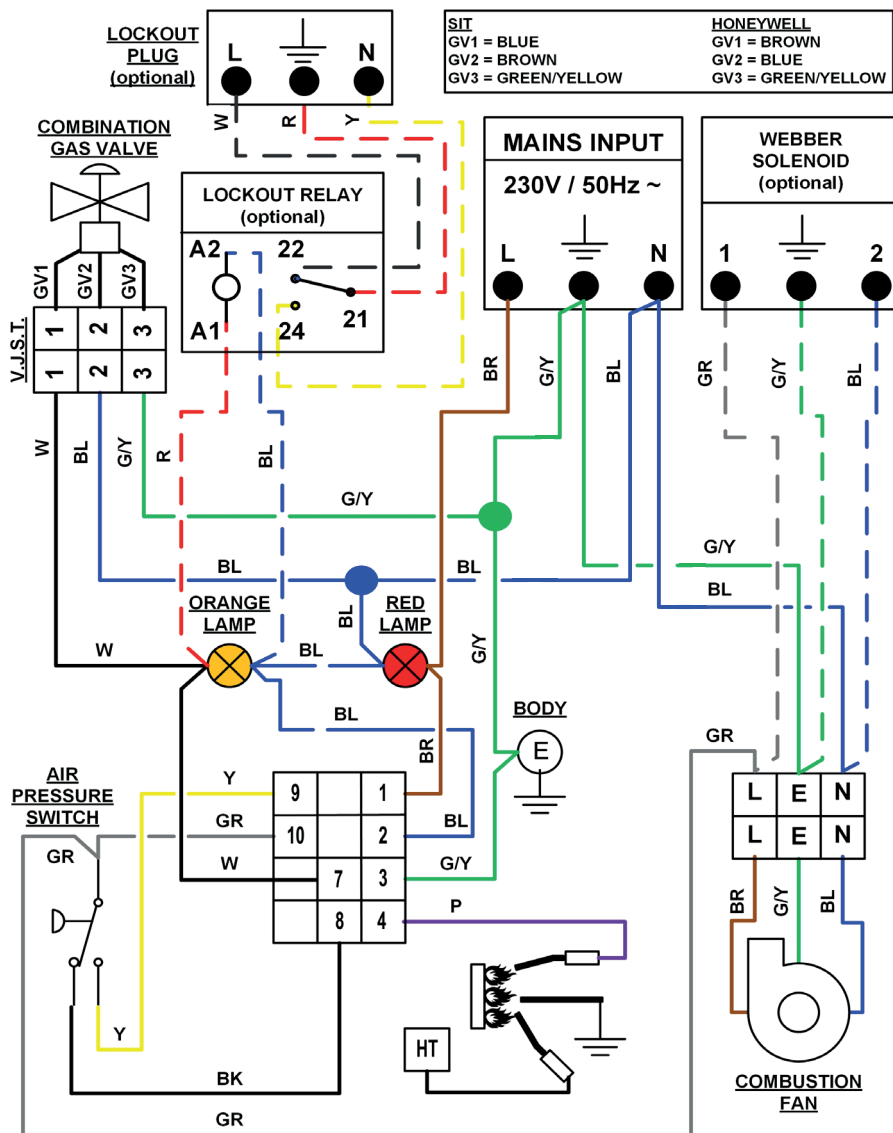 LOCKOUT
PLUG
(optional)
L
N
SIT
GV1 = BLUE
GV2 = BROWN
GV3 = GREEN/YELLOW
HONEYWELL
GV1 = BROWN
GV2 = BLUE
GV3 = GREEN/YELLOW
W
R
Y
COMBINATION
GAS VALVE
GV1
GV2
GV3
V.J.S.T.
1
2
3
1
2
3
LOCKOUT RELAY
(optional)
A2
22
A1
24
21
MAINS INPUT
230V / 50Hz ~
L
N
WEBBER
SOLENOID
(optional)
1
2
BR
G/Y
BL
GR
G/Y
BL
W
BL
G/Y
R
BL
G/Y
G/Y
BL
BL
BL
ORANGE
LAMP
RED
LAMP
BL
W
BL
G/Y
BL
BR
BODY
E
GR
AIR
PRESSURE
SWITCH
Y
GR
GR
W
9
1
10
2
7
3
8
4
BL
G/Y
P
L
E
N
L
E
N
BR
G/Y
BL
Y
HT
BK
GR
COMBUSTION
FAN